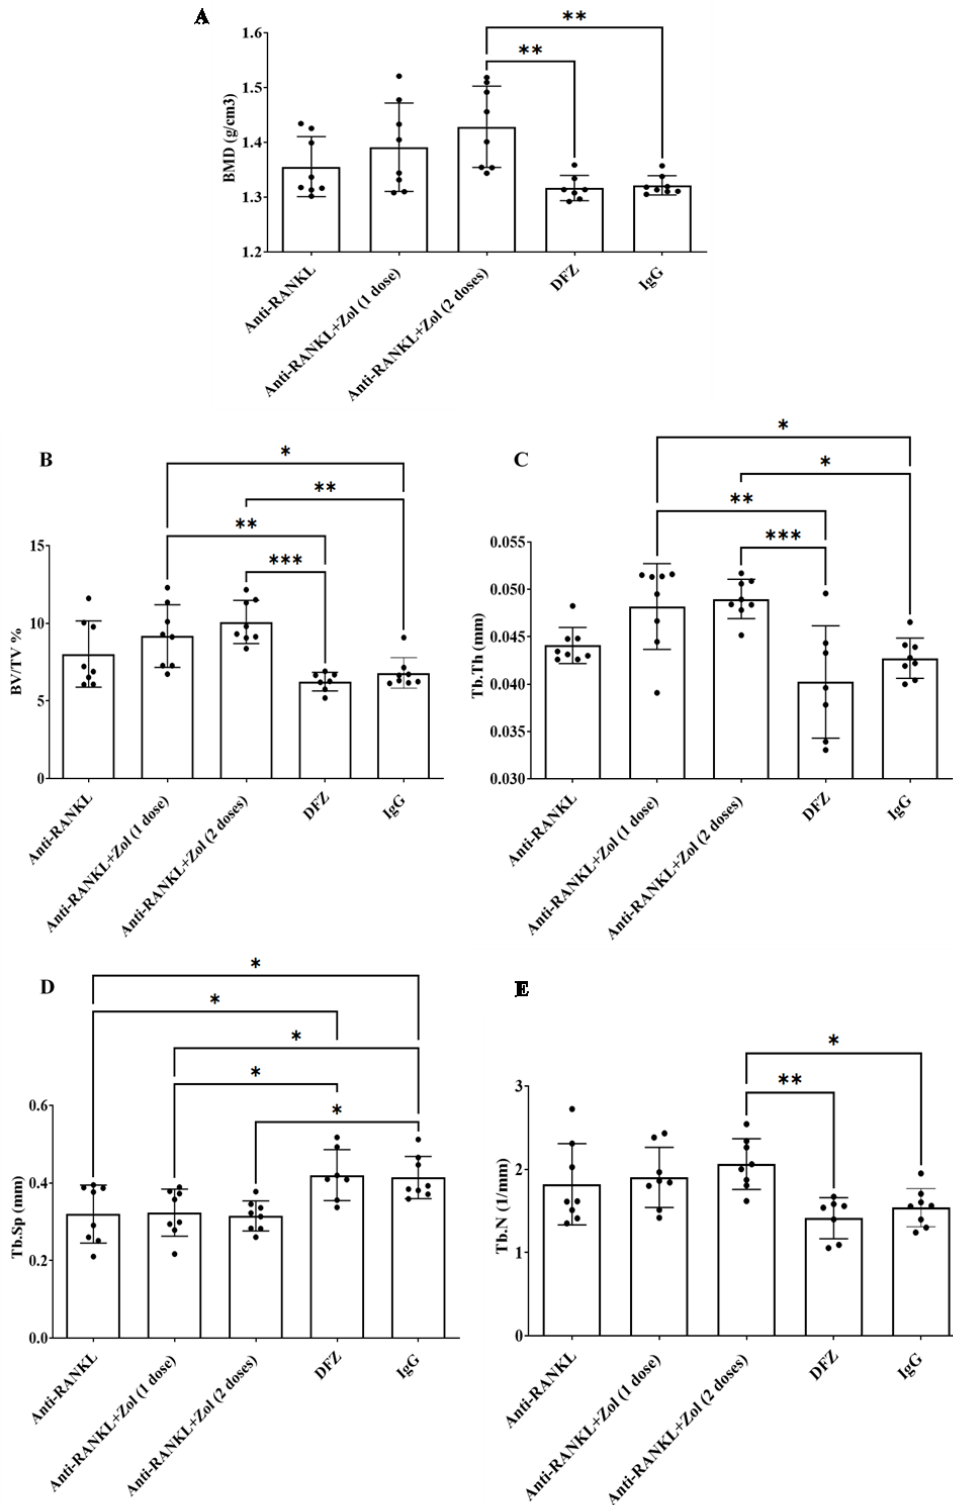 A
**
**
1.6
1.5
1.4
1.3
1.2
BMD (g/cm3)
Anti-RANKL
Anti-RANKL+Zol (1 dose)
Anti-RANKL+Zol (2 doses)
DFZ
IgG
B
*
**
**
***
15
10
5
0
BV/TV %
Anti-RANKL
Anti-RANKL+Zol (1 dose)
Anti-RANKL+Zol (2 doses)
DFZ
IgG
C
*
*
**
***
0.055
0.050
0.045
0.040
0.035
0.030
Tb.Th (mm)
Anti-RANKL
Anti-RANKL+Zol (1 dose)
Anti-RANKL+Zol (2 doses)
DFZ
IgG
D
*
*
*
*
*
0.6
0.4
0.2
0.0
Tb.Sp (mm)
Anti-RANKL
Anti-RANKL+Zol (1 dose)
Anti-RANKL+Zol (2 doses)
DFZ
IgG
E
*
**
3
2
1
0
Tb.N (1/mm)
Anti-RANKL
Anti-RANKL+Zol (1 dose)
Anti-RANKL+Zol (2 doses)
DFZ
IgG